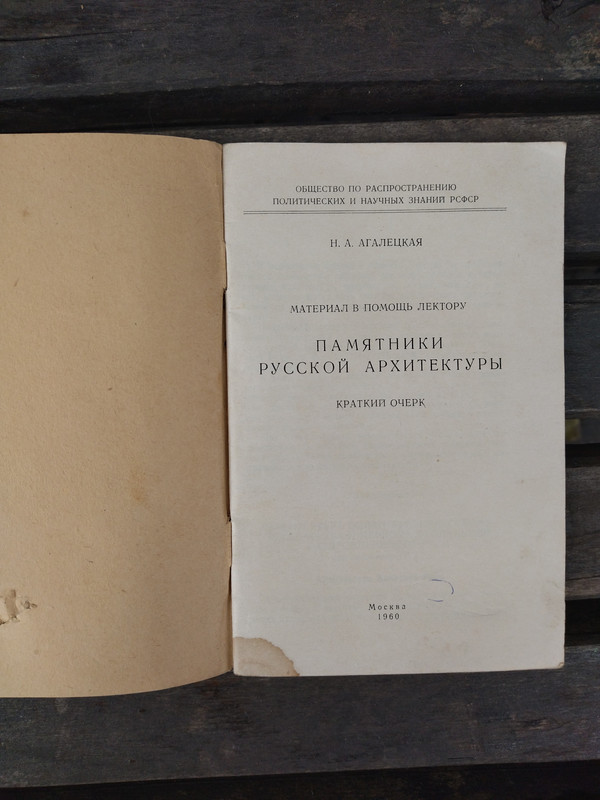 ОБЩЕСТВО ПО РАСПРОСТРАНЕНИЮ
ПОЛИТИЧЕСКИХ И НАУЧНЫХ ЗНАНИЙ РСФСР
Н. А. АГАЛЕЦКАЯ
МАТЕРИАЛ В ПОМОЩЬ ЛЕКТОРУ
ПАМЯТНИКИ
РУССКОЙ АРХИТЕКТУРЫ
КРАТКИЙ ОЧЕРК
Москва
1960